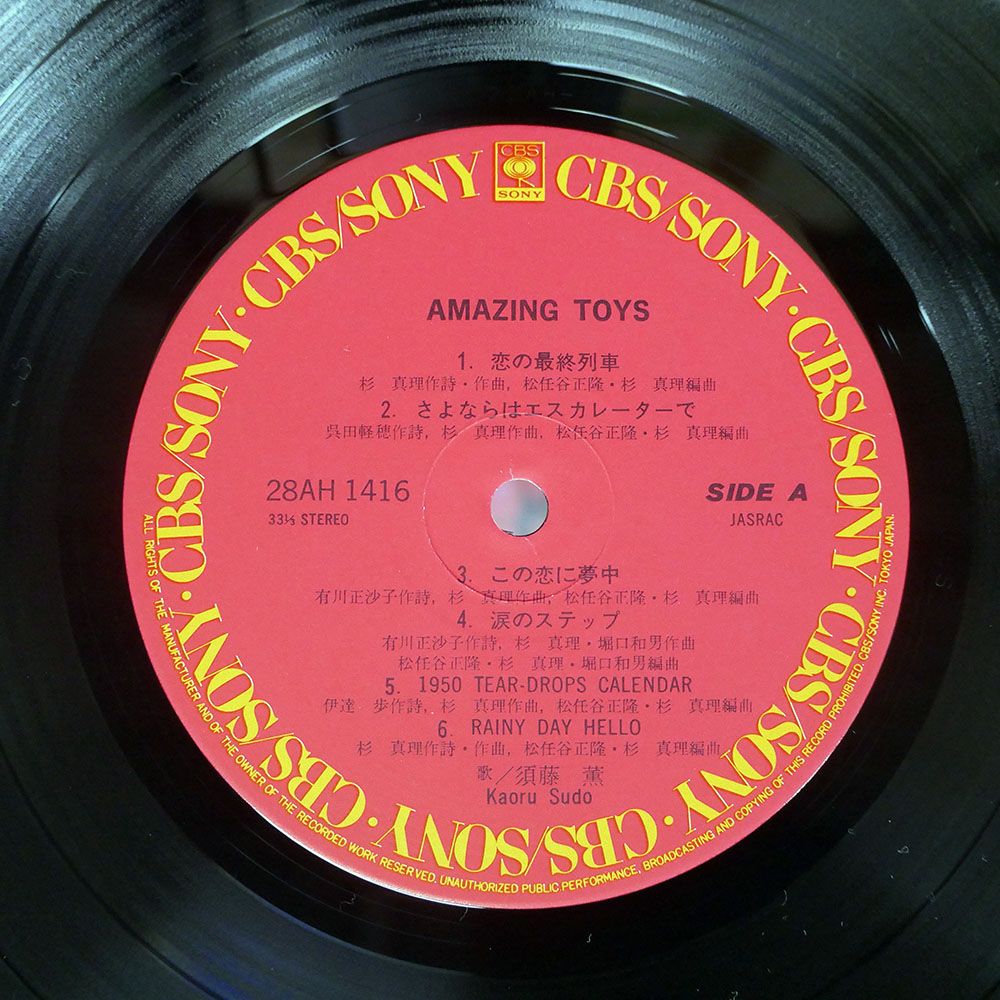 CBS
SONY
CBS/SONY · CBS/SONY · CBS/SONY · CBS/SONY · CBS/SONY · CBS/SONY · CBS/SONY · CBS/SONY
AMAZING TOYS
1. 恋の最終列車
杉 真理作詩・作曲, 松任谷正隆・杉 真理編曲
2. さよならはエスカレーターで
呉田軽穂作詩, 杉 真理作曲, 松任谷正隆・杉 真理編曲
28AH 1416
SIDE A
33⅓ STEREO
JASRAC
3. この恋に夢中
有川正沙子作詩, 杉 真理作曲, 松任谷正隆・杉 真理編曲
4. 涙のステップ
有川正沙子作詩, 杉 真理・堀口和男作曲
松任谷正隆・杉 真理・堀口和男編曲
5. 1950 TEAR-DROPS CALENDAR
伊達 歩作詩, 杉 真理作曲, 松任谷正隆・杉 真理編曲
6. RAINY DAY HELLO
杉 真理作詩・作曲, 松任谷正隆・杉 真理編曲
歌／須藤 薫
Kaoru Sudo
ALL RIGHTS OF THE MANUFACTURER AND OF THE OWNER OF THE RECORDED WORK RESERVED. UNAUTHORIZED PUBLIC PERFORMANCE, BROADCASTING AND COPYING OF THIS RECORD PROHIBITED. CBS/SONY INC. TOKYO JAPAN.